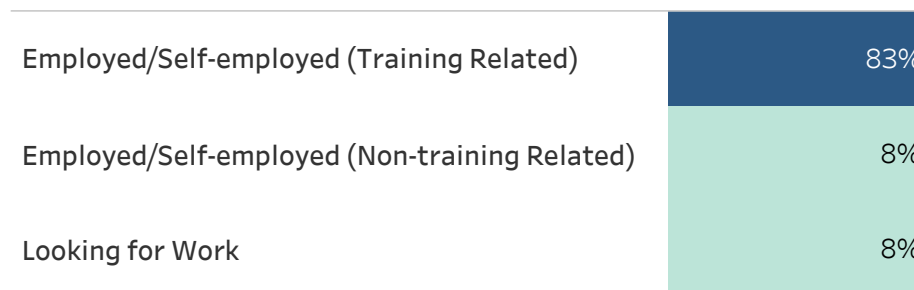 Employed/Self-employed (Training Related) 83%
Employed/Self-employed (Non-training Related) 8%
Looking for Work 8%